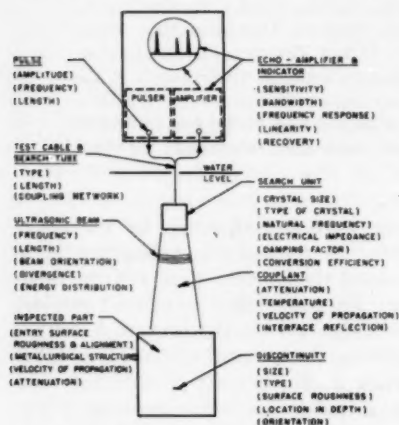 PULSE
(AMPLITUDE)
(FREQUENCY)
(LENGTH)
PULSER
AMPLIFIER
ECHO-AMPLIFIER &
INDICATOR
(SENSITIVITY)
(BANDWIDTH)
(FREQUENCY RESPONSE)
(LINEARITY)
(RECOVERY)
TEST CABLE &
SEARCH TUBE
(TYPE)
(LENGTH)
COUPLING NETWORK)
WATER
LEVEL
SEARCH UNIT
(CRYSTAL SIZE)
(TYPE OF CRYSTAL)
(NATURAL FREQUENCY)
(ELECTRICAL IMPEDANCE)
(DAMPING FACTOR)
(CONVERSION EFFICIENCY)
ULTRASONIC BEAM
(FREQUENCY)
(LENGTH)
(BEAM ORIENTATION)
(DIVERGENCE)
(ENERGY DISTRIBUTION)
COUPLANT
(ATTENUATION)
(TEMPERATURE)
(VELOCITY OF PROPAGATION)
(INTERFACE REFLECTION)
INSPECTED PART
(ENTRY SURFACE
ROUGHNESS & ALIGNMENT)
(METALLURGICAL STRUCTURE)
(VELOCITY OF PROPAGATION)
(ATTENUATION)
DISCONTINUITY
(SIZE)
(TYPE)
(SURFACE ROUGHNESS)
(LOCATION IN DEPTH)
(ORIENTATION)